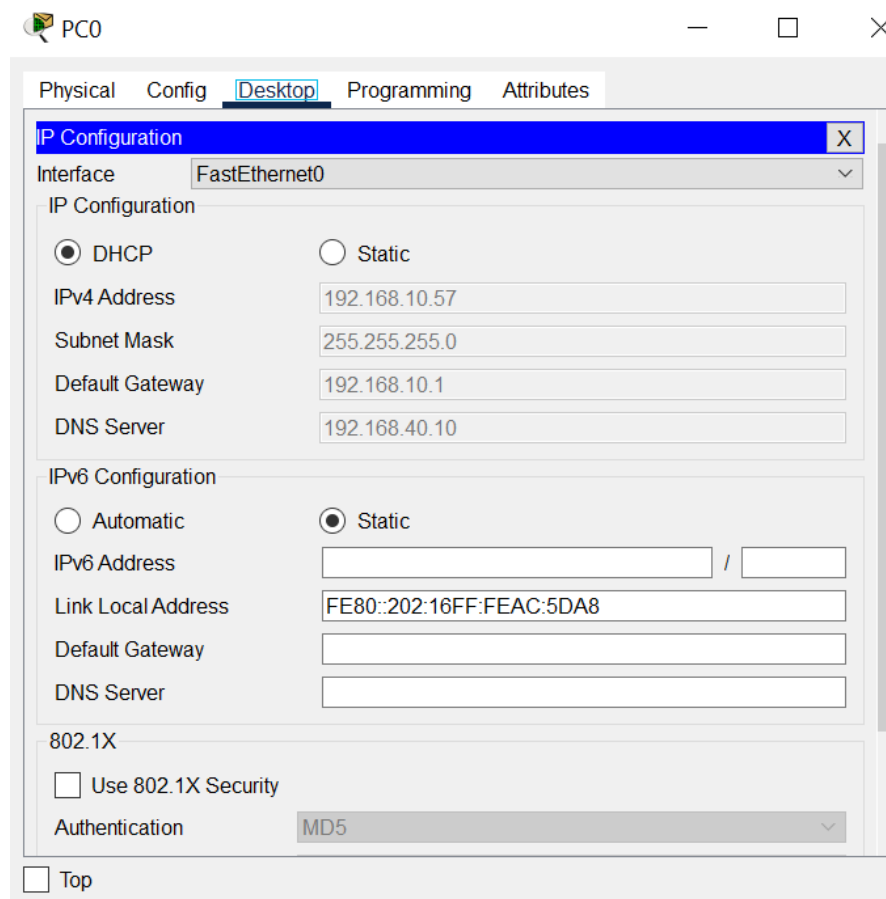 PC0
Physical Config Desktop Programming Attributes
IP Configuration X
Interface FastEthernet0
IP Configuration
DHCP Static
IPv4 Address 192.168.10.57
Subnet Mask 255.255.255.0
Default Gateway 192.168.10.1
DNS Server 192.168.40.10
IPv6 Configuration
Automatic Static
IPv6 Address /
Link Local Address FE80::202:16FF:FEAC:5DA8
Default Gateway
DNS Server
802.1X
Use 802.1X Security
Authentication MD5
Top